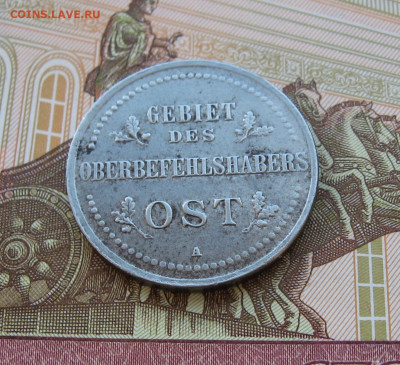 COINS.LAVE.RU
GEBIET
DES
OBERBEFEHLSHABERS
OST
A